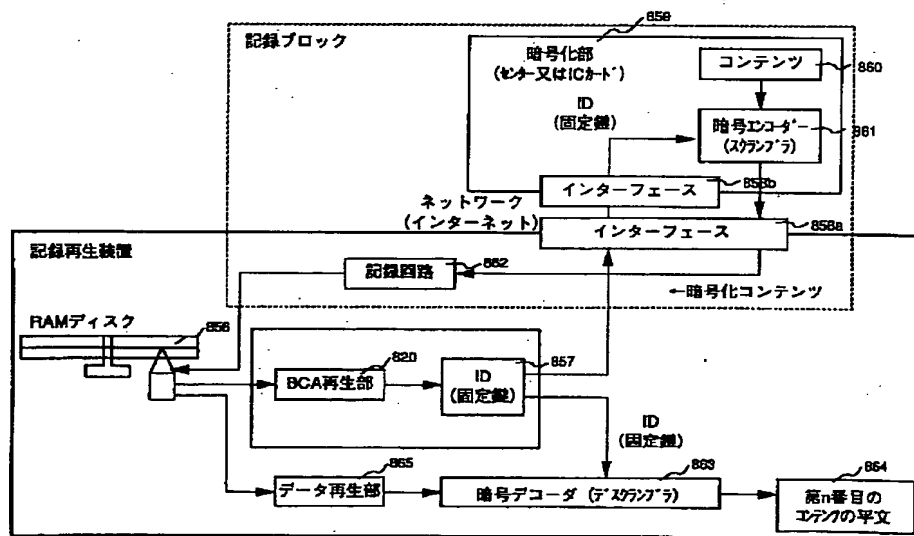 859
記録ブロック
暗号化部
(センター又はICカード)
コンテンツ
860
ID
(固定鍵)
暗号エンコーダー
(スクランブラ)
861
858b
インターフェース
ネットワーク
(インターネット)
インターフェース
858a
記録再生装置
862
記録回路
←暗号化コンテンツ
RAMディスク
856
820
BCA再生部
857
ID
(固定鍵)
ID
(固定鍵)
865
データ再生部
863
暗号デコーダ(デスクランブラ)
864
第n番目の
コンテンツの平文